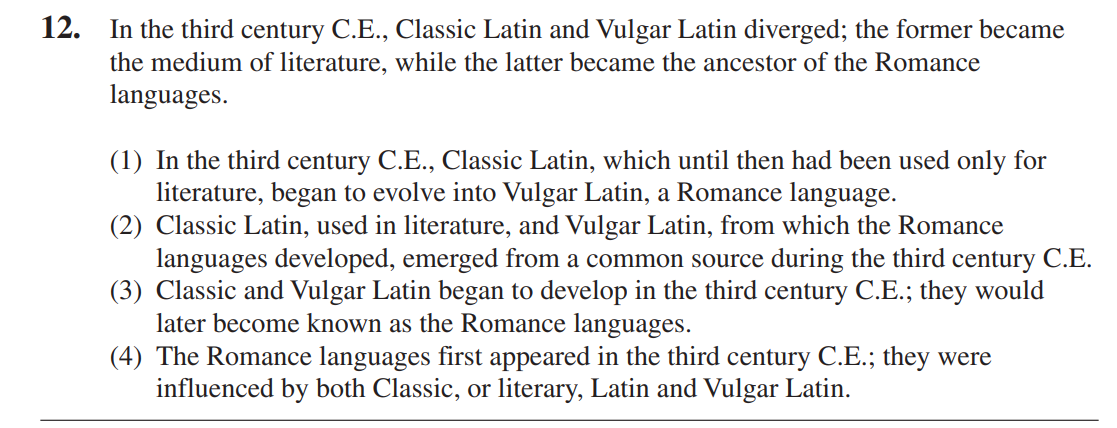 12. In the third century C.E., Classic Latin and Vulgar Latin diverged; the former became
the medium of literature, while the latter became the ancestor of the Romance
languages.
(1) In the third century C.E., Classic Latin, which until then had been used only for
literature, began to evolve into Vulgar Latin, a Romance language.
(2) Classic Latin, used in literature, and Vulgar Latin, from which the Romance
languages developed, emerged from a common source during the third century C.E.
(3) Classic and Vulgar Latin began to develop in the third century C.E.; they would
later become known as the Romance languages.
(4) The Romance languages first appeared in the third century C.E.; they were
influenced by both Classic, or literary, Latin and Vulgar Latin.